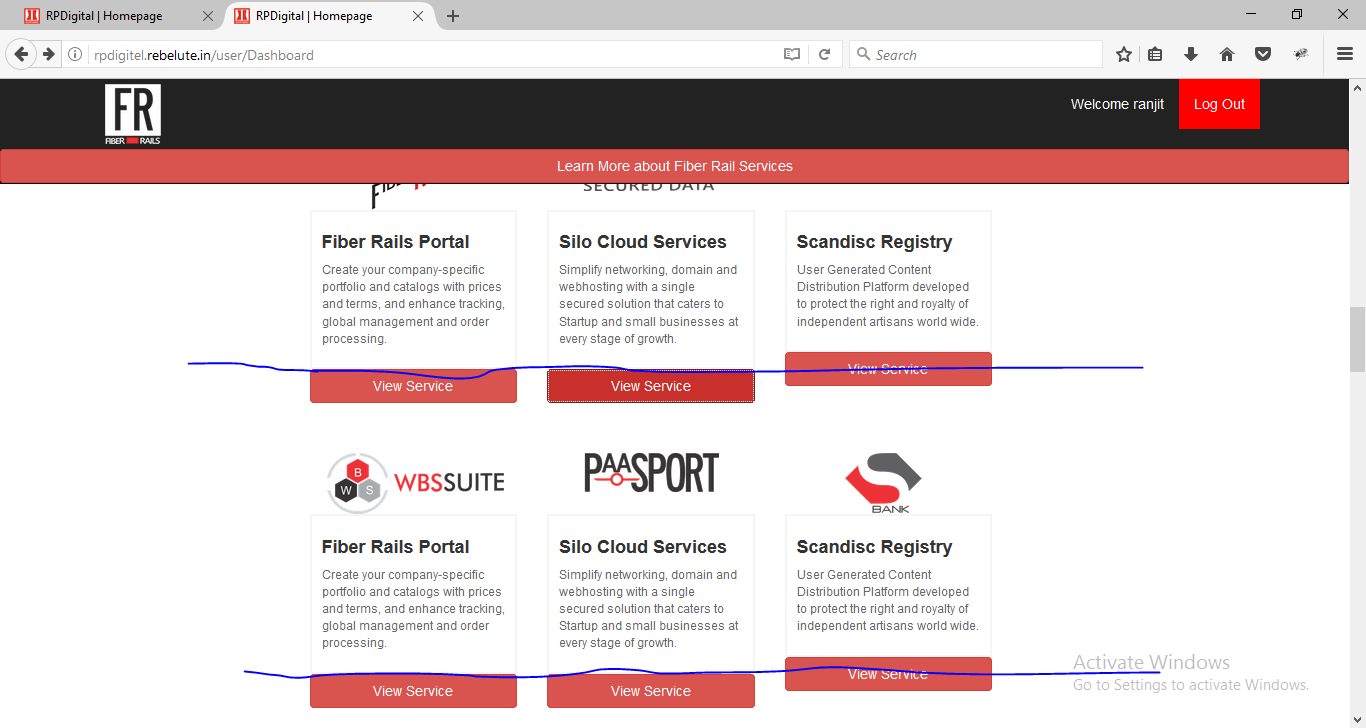 RPDigital | Homepage
RPDigital | Homepage
rpdigitel.rebelute.in/user/Dashboard
Search
FR
FIBER RAILS
Welcome ranjit
Log Out
Learn More about Fiber Rail Services
SECURED DATA
Fiber Rails Portal
Create your company-specific
portfolio and catalogs with prices
and terms, and enhance tracking,
global management and order
processing.
View Service
Silo Cloud Services
Simplify networking, domain and
webhosting with a single
secured solution that caters to
Startup and small businesses at
every stage of growth.
View Service
Scandisc Registry
User Generated Content
Distribution Platform developed
to protect the right and royalty of
independent artisans world wide.
View Service
B
W S
WBSSUITE
Fiber Rails Portal
Create your company-specific
portfolio and catalogs with prices
and terms, and enhance tracking,
global management and order
processing.
View Service
PAASPORT
Silo Cloud Services
Simplify networking, domain and
webhosting with a single
secured solution that caters to
Startup and small businesses at
every stage of growth.
View Service
BANK
Scandisc Registry
User Generated Content
Distribution Platform developed
to protect the right and royalty of
independent artisans world wide.
View Service
Activate Windows
Go to Settings to activate Windows.